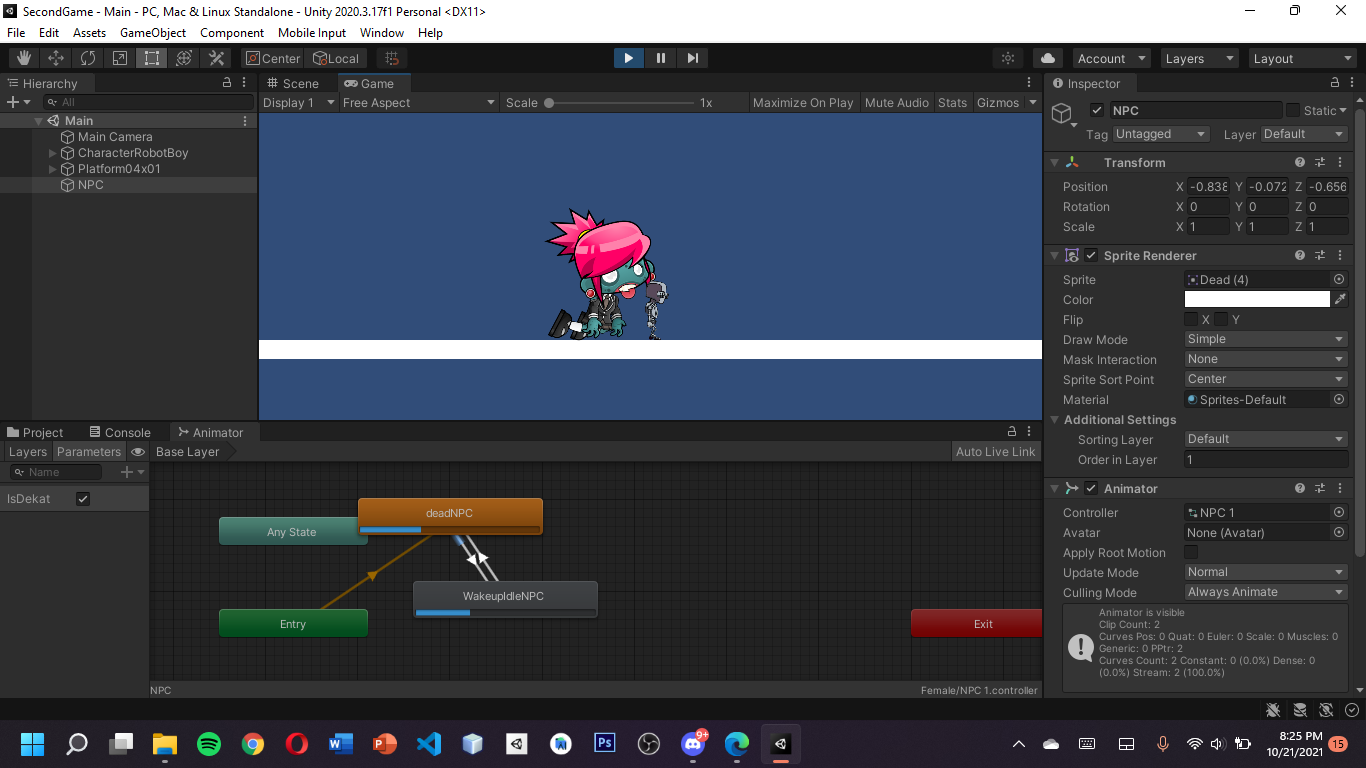 SecondGame - Main - PC, Mac & Linux Standalone - Unity 2020.3.17f1 Personal <DX11>
File Edit Assets GameObject Component Mobile Input Window Help
Center Local Account Layers Layout
Hierarchy
All
Main
Main Camera
CharacterRobotBoy
Platform04x01
NPC
Scene Game
Display 1 Free Aspect Scale 1x Maximize On Play Mute Audio Stats Gizmos
Inspector
NPC Static
Tag Untagged Layer Default
Transform
Position X -0.838 Y -0.072 Z -0.656
Rotation X 0 Y 0 Z 0
Scale X 1 Y 1 Z 1
Sprite Renderer
Sprite Dead (4)
Color
Flip X Y
Draw Mode Simple
Mask Interaction None
Sprite Sort Point Center
Material Sprites-Default
Additional Settings
Sorting Layer Default
Order in Layer 1
Animator
Controller NPC 1
Avatar None (Avatar)
Apply Root Motion
Update Mode Normal
Culling Mode Always Animate
Animator is visible
Clip Count: 2
Curves Pos: 0 Quat: 0 Euler: 0 Scale: 0 Muscles: 0
Generic: 0 PPtr: 2
Curves Count: 2 Constant: 0 (0.0%) Dense: 0
(0.0%) Stream: 2 (100.0%)
Project Console Animator
Layers Parameters Base Layer Auto Live Link
Name
IsDekat
deadNPC
Any State
WakeupIdleNPC
Entry
Exit
NPC Female/NPC 1.controller
W P Ps 9+
8:25 PM
10/21/2021 15